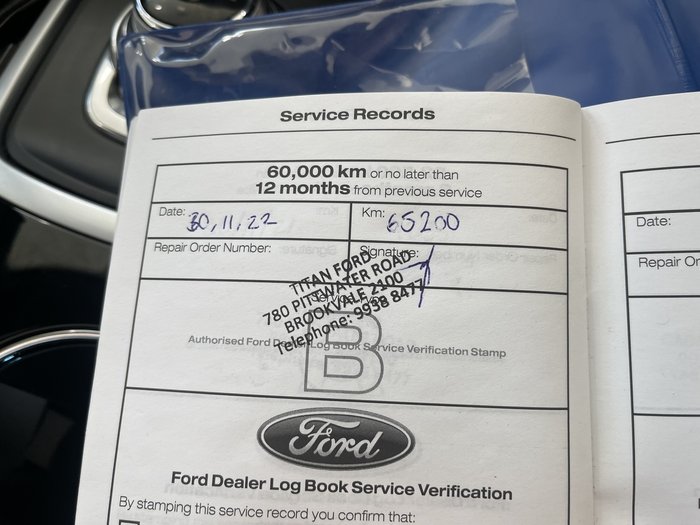 Service Records
60,000 km or no later than
12 months from previous service
Date: 30, 11, 22
Km: 65200
Repair Order Number:
Signature:
TITAN FORD
780 PITTWATER ROAD
BROOKVALE 2100
Telephone: 9938 8477
B
Authorised Ford Dealer Log Book Service Verification Stamp
Ford
Ford Dealer Log Book Service Verification
By stamping this service record you confirm that:
Date:
Repair Or